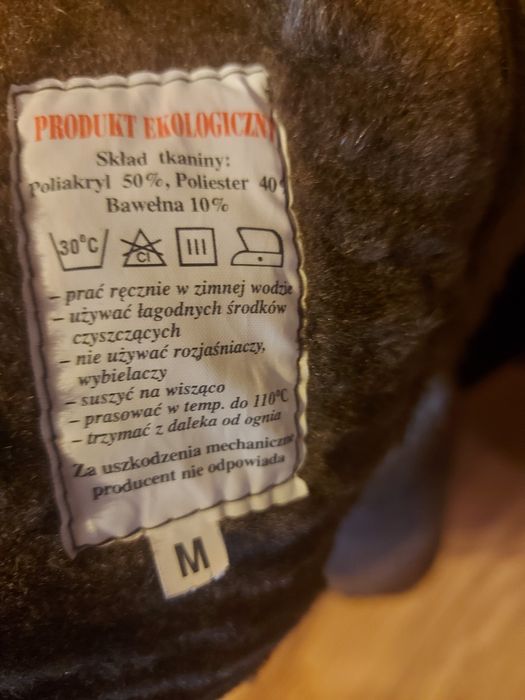 PRODUKT EKOLOGICZNY
Skład tkaniny:
Poliakryl 50%, Poliester 40
Bawełna 10%
30°C CL
– prać ręcznie w zimnej wodzie
– używać łagodnych środków
czyszczących
– nie używać rozjaśniaczy,
wybielaczy
– suszyć na wisząco
– prasować w temp. do 110°C
– trzymać z daleka od ognia
Za uszkodzenia mechaniczne
producent nie odpowiada
M